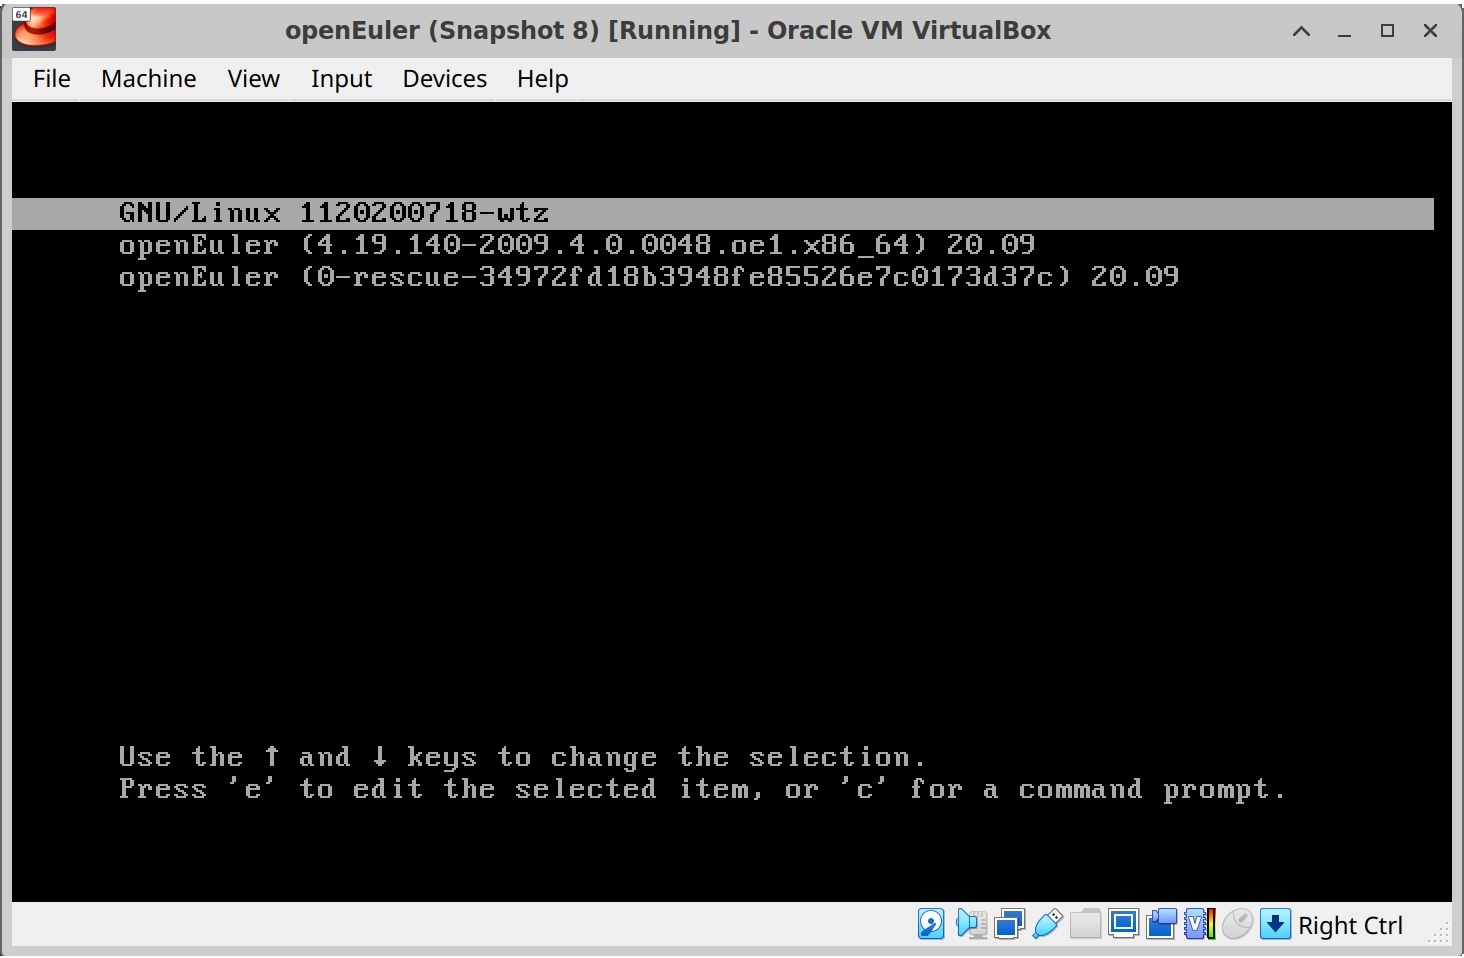 64
openEuler (Snapshot 8) [Running] - Oracle VM VirtualBox
File Machine View Input Devices Help
GNU/Linux 1120200718-wtz
openEuler (4.19.140-2009.4.0.0048.oe1.x86_64) 20.09
openEuler (0-rescue-34972fd18b3948fe85526e7c0173d37c) 20.09
Use the ↑ and ↓ keys to change the selection.
Press 'e' to edit the selected item, or 'c' for a command prompt.
V Right Ctrl